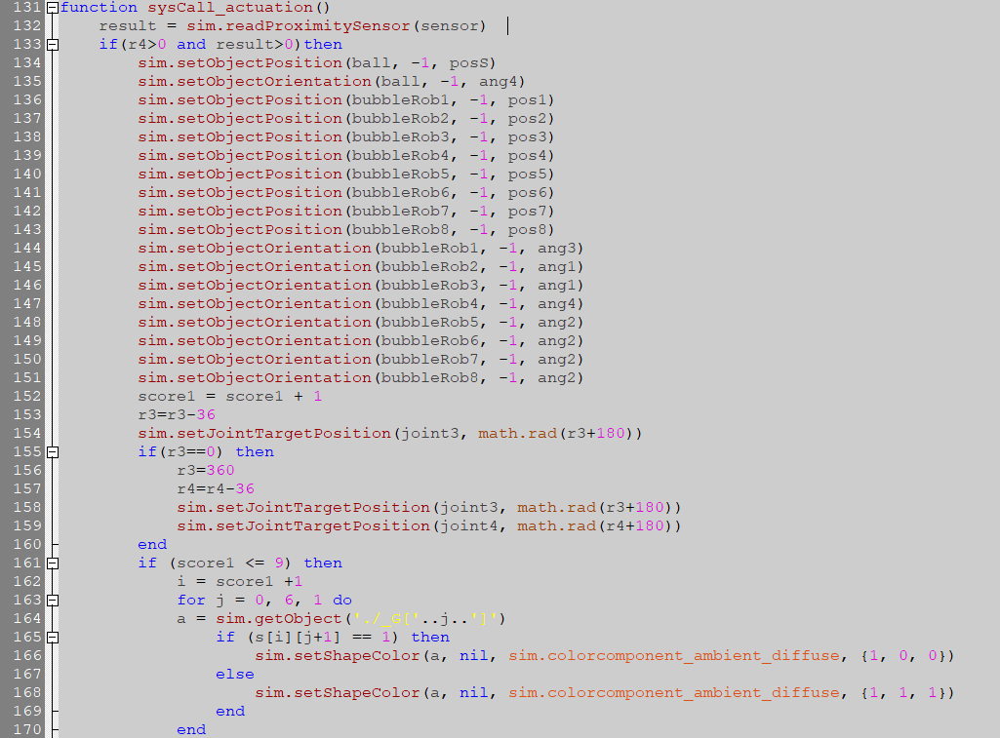 131 function sysCall_actuation()
132     result = sim.readProximitySensor(sensor)
133     if(r4>0 and result>0)then
134         sim.setObjectPosition(ball, -1, posS)
135         sim.setObjectOrientation(ball, -1, ang4)
136         sim.setObjectPosition(bubbleRob1, -1, pos1)
137         sim.setObjectPosition(bubbleRob2, -1, pos2)
138         sim.setObjectPosition(bubbleRob3, -1, pos3)
139         sim.setObjectPosition(bubbleRob4, -1, pos4)
140         sim.setObjectPosition(bubbleRob5, -1, pos5)
141         sim.setObjectPosition(bubbleRob6, -1, pos6)
142         sim.setObjectPosition(bubbleRob7, -1, pos7)
143         sim.setObjectPosition(bubbleRob8, -1, pos8)
144         sim.setObjectOrientation(bubbleRob1, -1, ang3)
145         sim.setObjectOrientation(bubbleRob2, -1, ang1)
146         sim.setObjectOrientation(bubbleRob3, -1, ang1)
147         sim.setObjectOrientation(bubbleRob4, -1, ang4)
148         sim.setObjectOrientation(bubbleRob5, -1, ang2)
149         sim.setObjectOrientation(bubbleRob6, -1, ang2)
150         sim.setObjectOrientation(bubbleRob7, -1, ang2)
151         sim.setObjectOrientation(bubbleRob8, -1, ang2)
152         score1 = score1 + 1
153         r3=r3-36
154         sim.setJointTargetPosition(joint3, math.rad(r3+180))
155         if(r3==0) then
156             r3=360
157             r4=r4-36
158             sim.setJointTargetPosition(joint3, math.rad(r3+180))
159             sim.setJointTargetPosition(joint4, math.rad(r4+180))
160         end
161         if (score1 <= 9) then
162             i = score1 +1
163             for j = 0, 6, 1 do
164             a = sim.getObject('./_G['..j..']')
165                 if (s[i][j+1] == 1) then
166                     sim.setShapeColor(a, nil, sim.colorcomponent_ambient_diffuse, {1, 0, 0})
167                 else
168                     sim.setShapeColor(a, nil, sim.colorcomponent_ambient_diffuse, {1, 1, 1})
169                 end
170             end